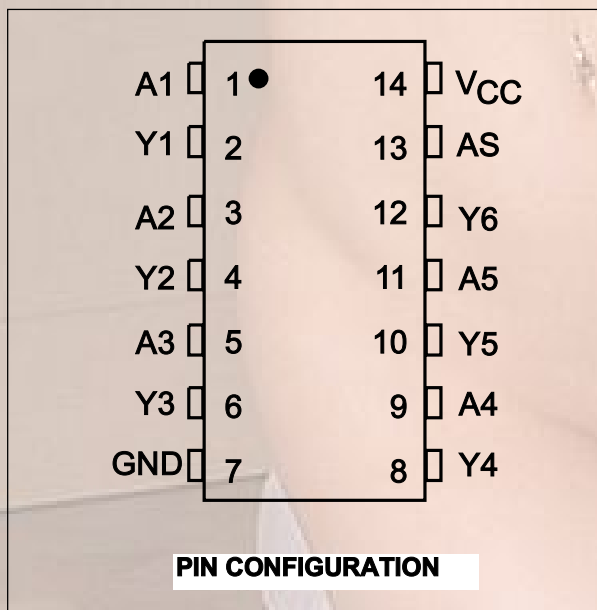 A1 1 14 VCC
Y1 2 13 AS
A2 3 12 Y6
Y2 4 11 A5
A3 5 10 Y5
Y3 6 9 A4
GND 7 8 Y4
PIN CONFIGURATION